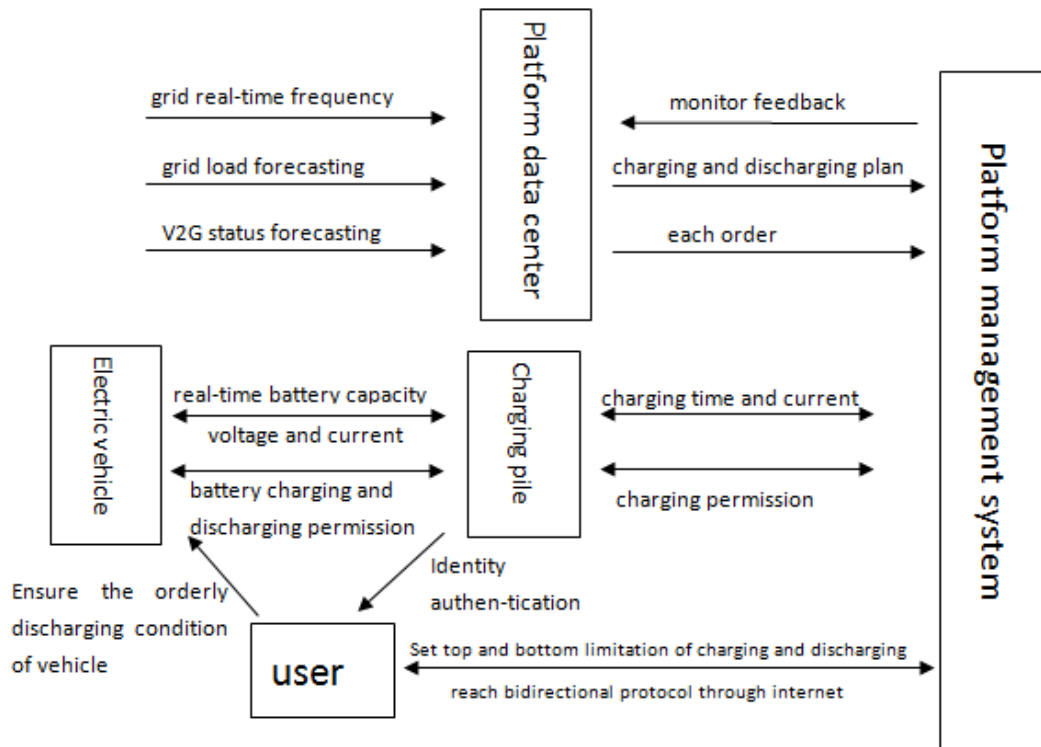 Platform data center
grid real-time frequency
monitor feedback
grid load forecasting
charging and discharging plan
V2G status forecasting
each order
Platform management system
Electric vehicle
Charging pile
real-time battery capacity
charging time and current
voltage and current
battery charging and
charging permission
discharging permission
Identity
authen-tication
Ensure the orderly
discharging condition
of vehicle
user
Set top and bottom limitation of charging and discharging
reach bidirectional protocol through internet